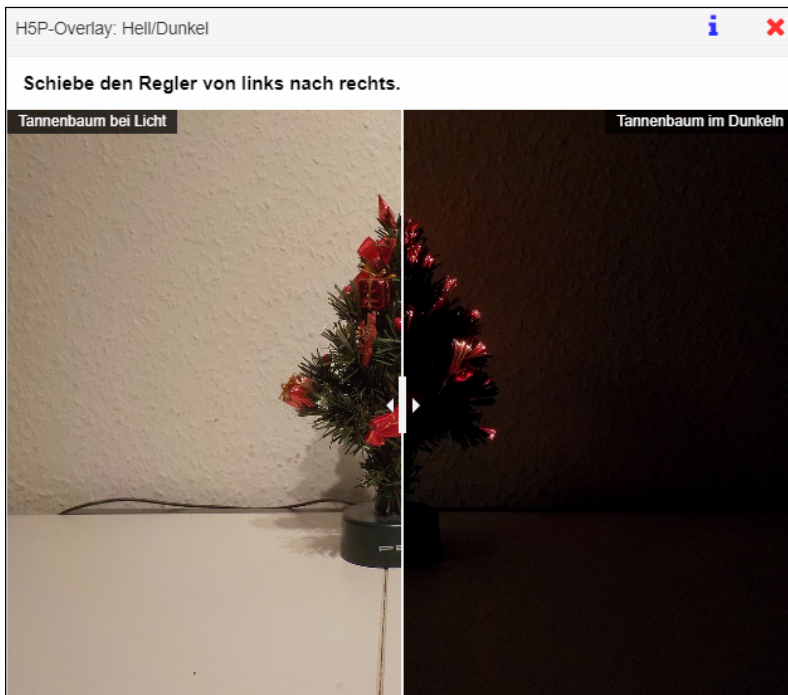 H5P-Overlay: Hell/Dunkel
Schiebe den Regler von links nach rechts.
Tannenbaum bei Licht
Tannenbaum im Dunkeln